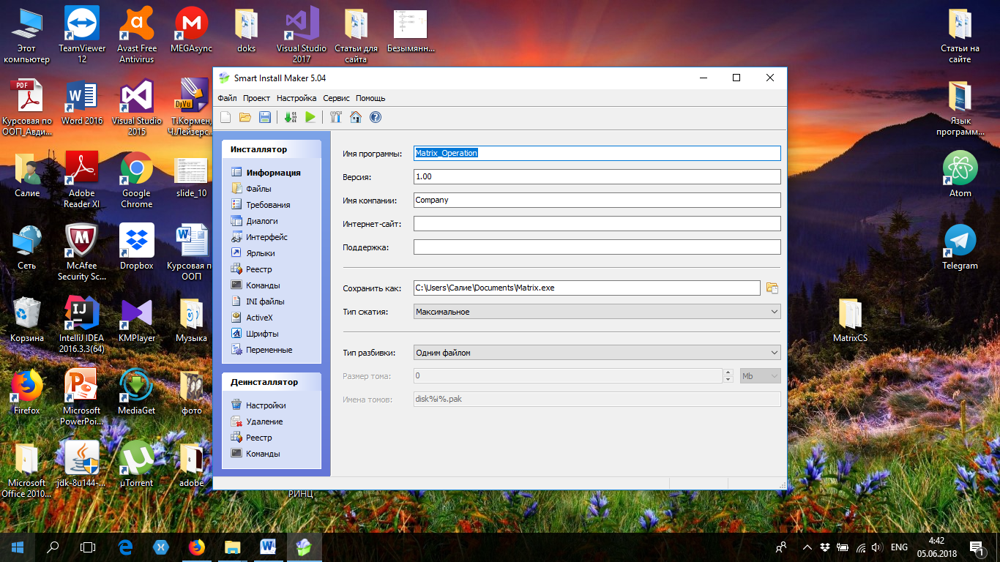 Этот
компьютер
TeamViewer
12
Avast Free
Antivirus
MEGAsync
doks
Visual Studio
2017
Статьи для
сайта
Безымянн...
Статьи на
сайте
PDF
Курсовая по
ООП_Авди...
Word 2016
Visual Studio
2015
DjVu
Т.Кормен,
Ч.Лейзерс...
Язык
программ...
Салие
Adobe
Reader XI
Google
Chrome
slide_10
Atom
Сеть
McAfee
Security Sc...
Dropbox
Курсовая по
ООП
Telegram
Корзина
IntelliJ IDEA
2016.3.3(64)
KMPlayer
Музыка
MatrixCS
Firefox
Microsoft
PowerPoi...
MediaGet
фото
Microsoft
Office 2010...
jdk-8u144-...
µTorrent
adobe
РИНЦ
Smart Install Maker 5.04
Файл Проект Настройка Сервис Помощь
Инсталлятор
Информация
Файлы
Требования
Диалоги
Интерфейс
Ярлыки
Реестр
Команды
INI файлы
ActiveX
Шрифты
Переменные
Деинсталлятор
Настройки
Удаление
Реестр
Команды
Имя программы: Matrix_Operation
Версия: 1.00
Имя компании: Company
Интернет-сайт:
Поддержка:
Сохранить как: C:\Users\Салие\Documents\Matrix.exe
Тип сжатия: Максимальное
Тип разбивки: Одним файлом
Размер тома: 0 Mb
Имена томов: disk%i%.pak
ENG
4:42
05.06.2018
1